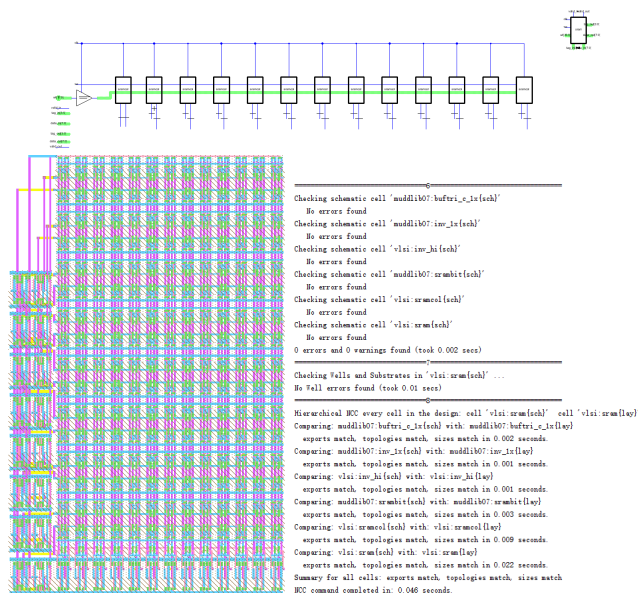 6
Checking schematic cell 'muddlib07:buftri_c_1x{sch}'
No errors found
Checking schematic cell 'muddlib07:inv_1x{sch}'
No errors found
Checking schematic cell 'vlsi:inv_hi{sch}'
No errors found
Checking schematic cell 'muddlib07:srambit{sch}'
No errors found
Checking schematic cell 'vlsi:sramcol{sch}'
No errors found
Checking schematic cell 'vlsi:sram{sch}'
No errors found
0 errors and 0 warnings found (took 0.002 secs)
7
Checking Wells and Substrates in 'vlsi:sram{sch}' ...
No Well errors found (took 0.01 secs)
8
Hierarchical NCC every cell in the design: cell 'vlsi:sram{sch}' cell 'vlsi:sram{lay}
Comparing: muddlib07:buftri_c_1x{sch} with: muddlib07:buftri_c_1x{lay}
exports match, topologies match, sizes match in 0.002 seconds.
Comparing: muddlib07:inv_1x{sch} with: muddlib07:inv_1x{lay}
exports match, topologies match, sizes match in 0.001 seconds.
Comparing: vlsi:inv_hi{sch} with: vlsi:inv_hi{lay}
exports match, topologies match, sizes match in 0.001 seconds.
Comparing: muddlib07:srambit{sch} with: muddlib07:srambit{lay}
exports match, topologies match, sizes match in 0.003 seconds.
Comparing: vlsi:sramcol{sch} with: vlsi:sramcol{lay}
exports match, topologies match, sizes match in 0.009 seconds.
Comparing: vlsi:sram{sch} with: vlsi:sram{lay}
exports match, topologies match, sizes match in 0.022 seconds.
Summary for all cells: exports match, topologies match, sizes match
NCC command completed in: 0.046 seconds.